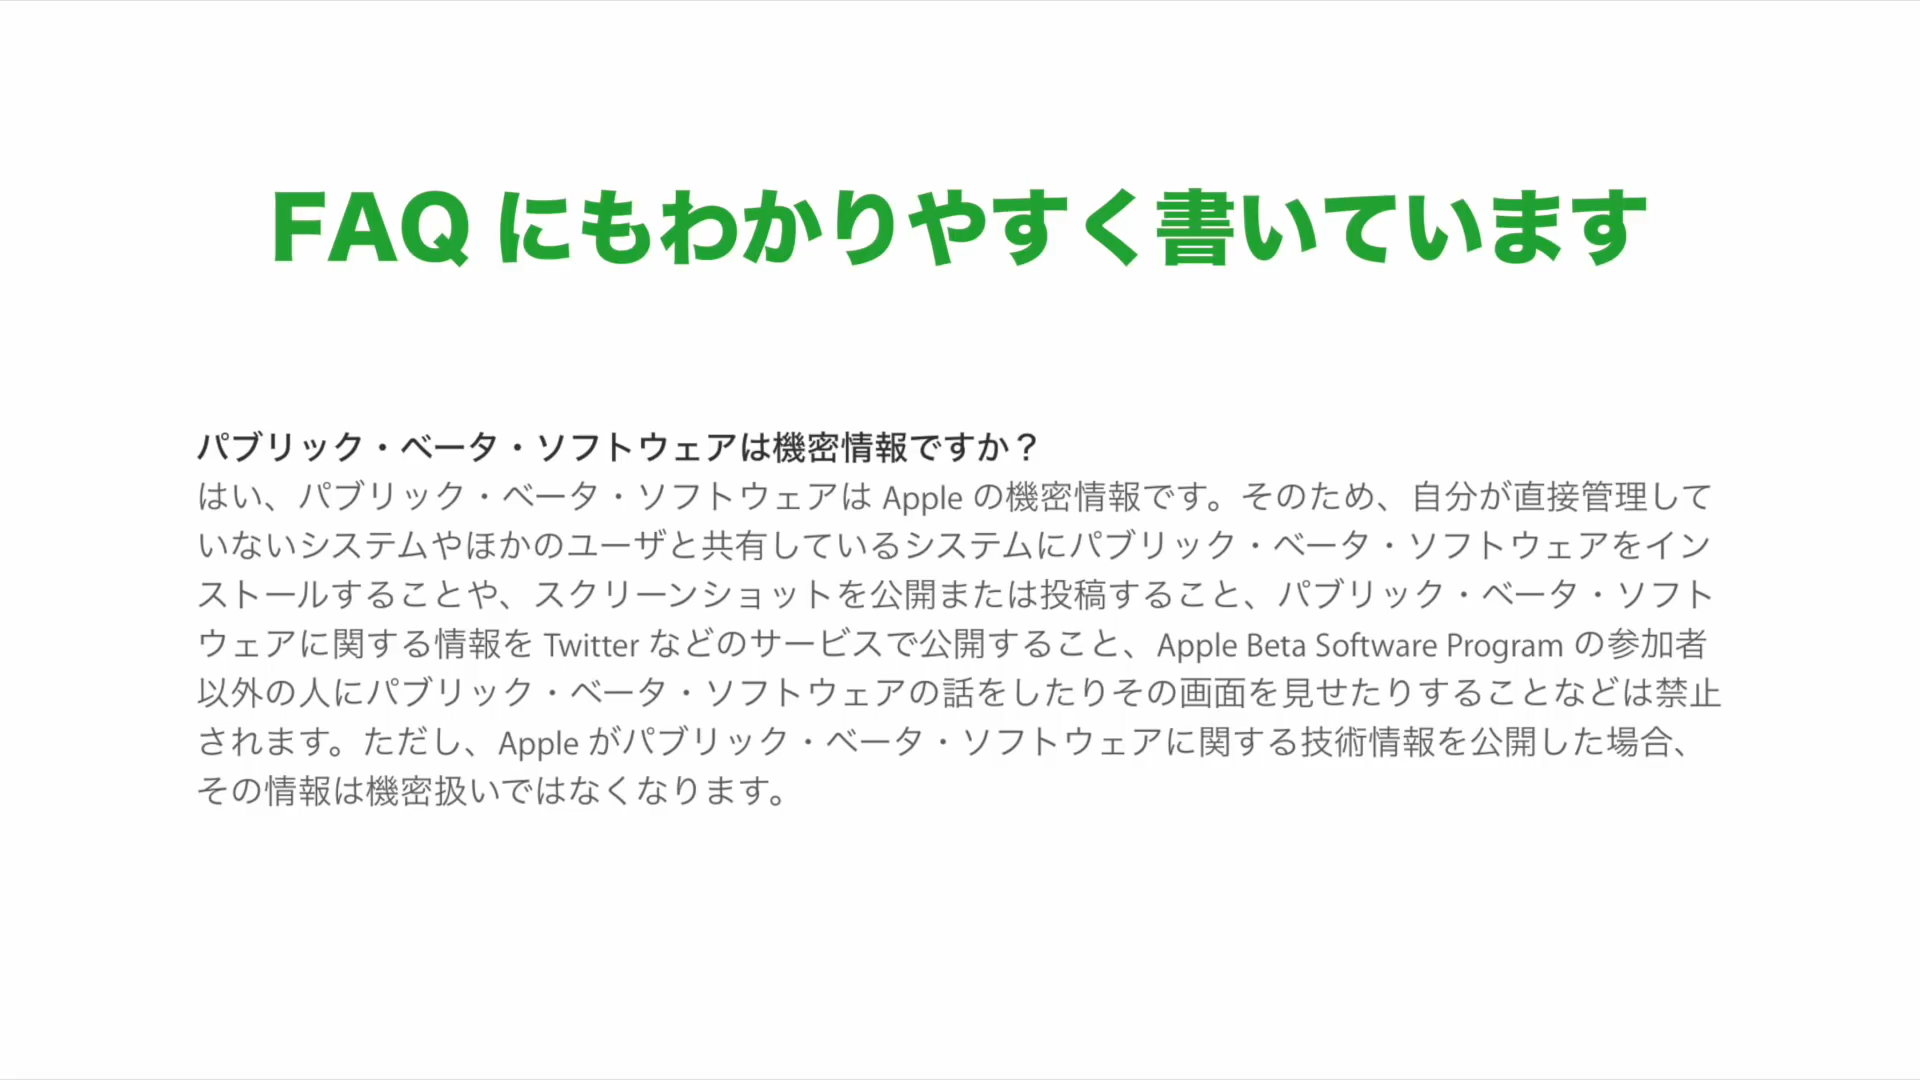 FAQ にもわかりやすく書いています
パブリック・ベータ・ソフトウェアは機密情報ですか？
はい、パブリック・ベータ・ソフトウェアは Apple の機密情報です。そのため、自分が直接管理して
いないシステムやほかのユーザと共有しているシステムにパブリック・ベータ・ソフトウェアをイン
ストールすることや、スクリーンショットを公開または投稿すること、パブリック・ベータ・ソフト
ウェアに関する情報を Twitter などのサービスで公開すること、Apple Beta Software Program の参加者
以外の人にパブリック・ベータ・ソフトウェアの話をしたりその画面を見せたりすることなどは禁止
されます。ただし、Apple がパブリック・ベータ・ソフトウェアに関する技術情報を公開した場合、
その情報は機密扱いではなくなります。